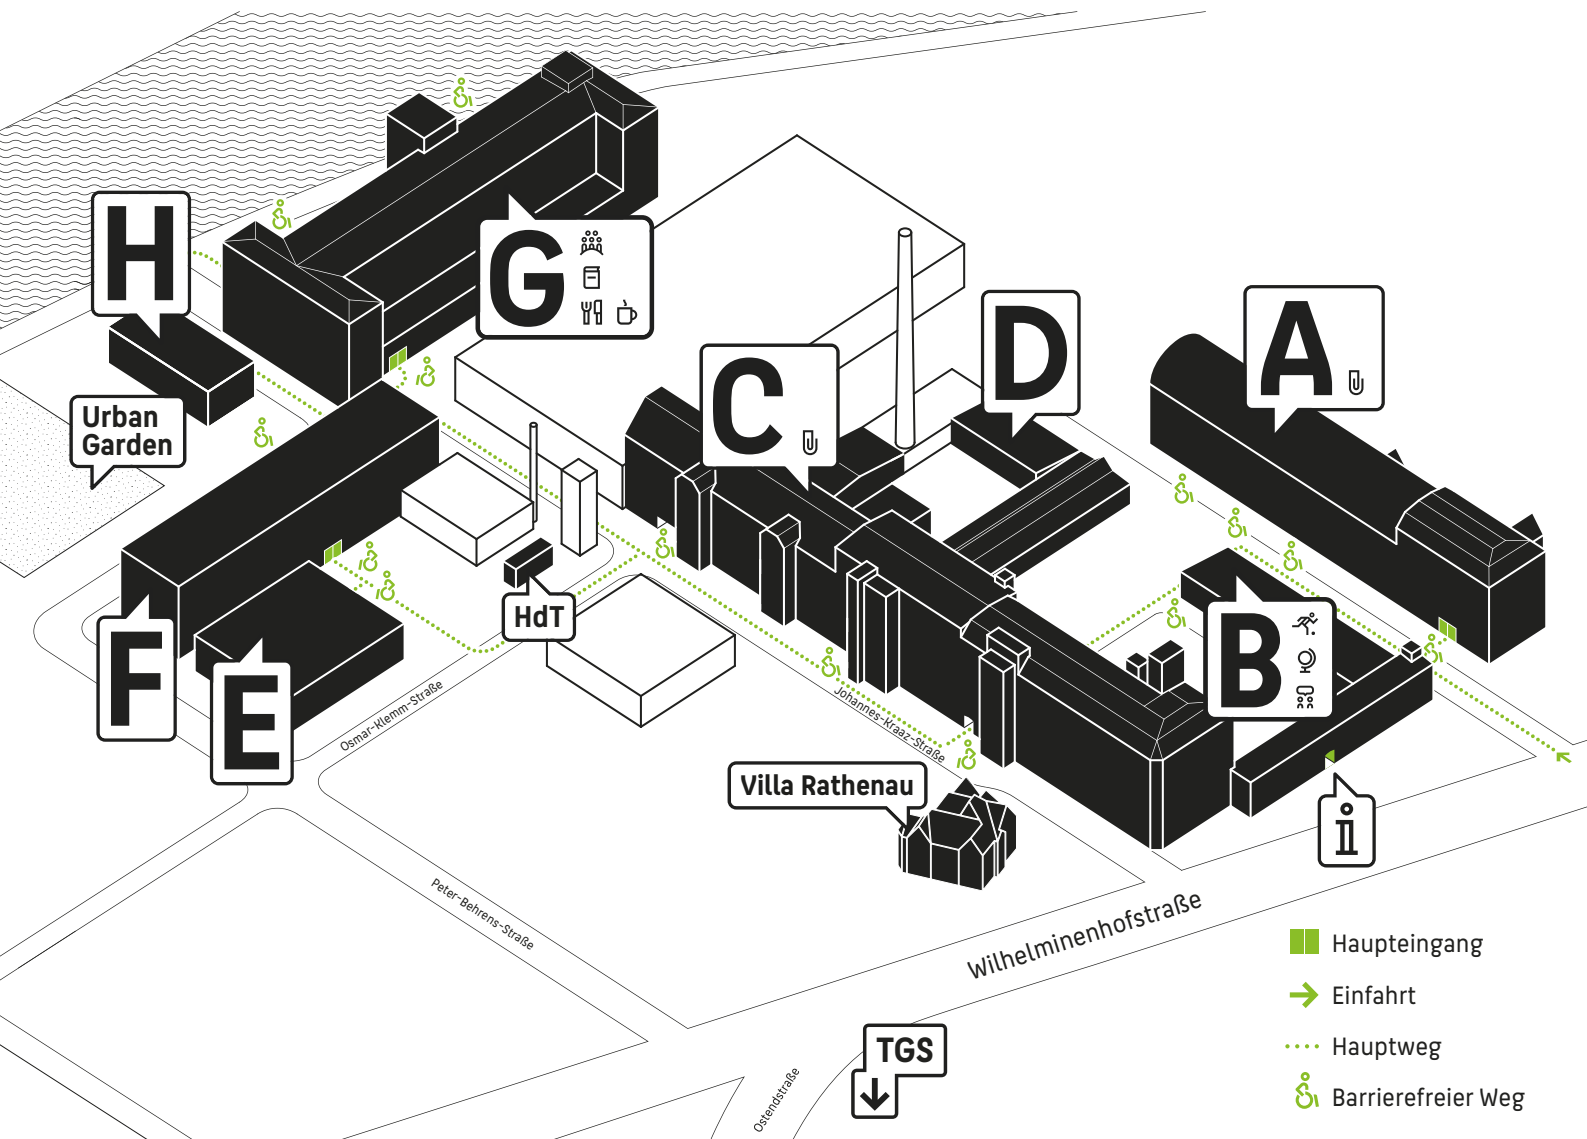 H
G
Urban
Garden
C
D
A
HdT
F
E
B
Osmar-Klemm-Straße
Johannes-Kraaz-Straße
Villa Rathenau
i
Peter-Behrens-Straße
Wilhelminenhofstraße
TGS
Ostendstraße
Haupteingang
Einfahrt
Hauptweg
Barrierefreier Weg